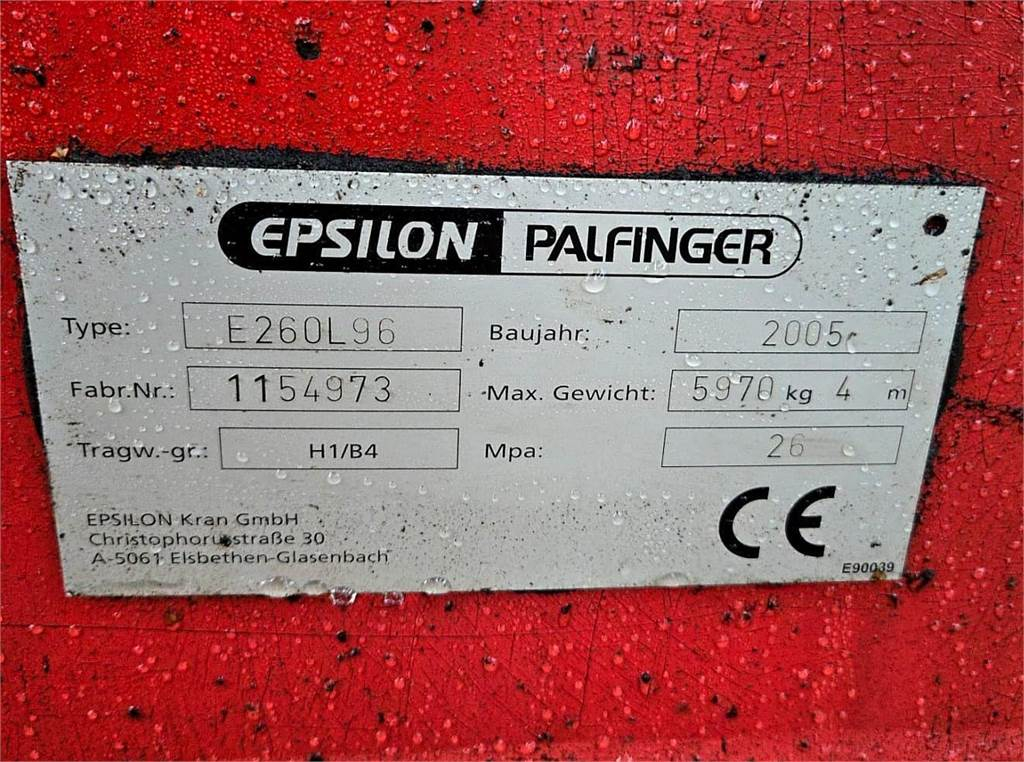 EPSILON PALFINGER
Type: E260L96 Baujahr: 2005
Fabr.Nr.: 1154973 Max. Gewicht: 5970 kg 4 m
Tragw.-gr.: H1/B4 Mpa: 26
EPSILON Kran GmbH
Christophorusstraße 30
A-5061 Elsbethen-Glasenbach
CE
E90039